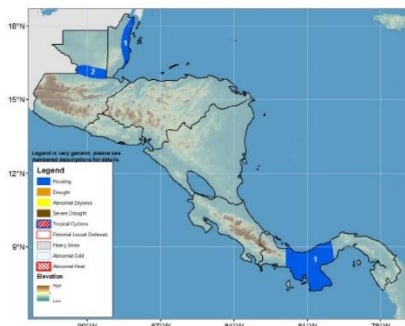 18°N
15°N
12°N
9°N
1
2
1
Legend is very general, please see
numbered descriptions for details.
Legend
Flooding
Drought
Abnormal Dryness
Severe Drought
Tropical Cyclone
Potential Locust Outbreak
Heavy Snow
Abnormal Cold
Abnormal Heat
Elevation
High
Low